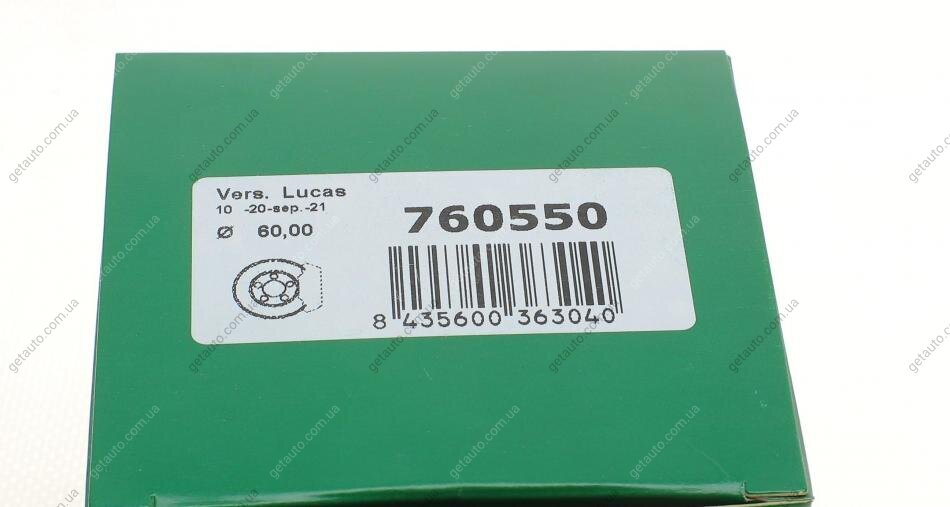 Vers. Lucas
10 -20-sep.-21
Ø 60,00
760550
8 435600 363040
getauto.com.ua